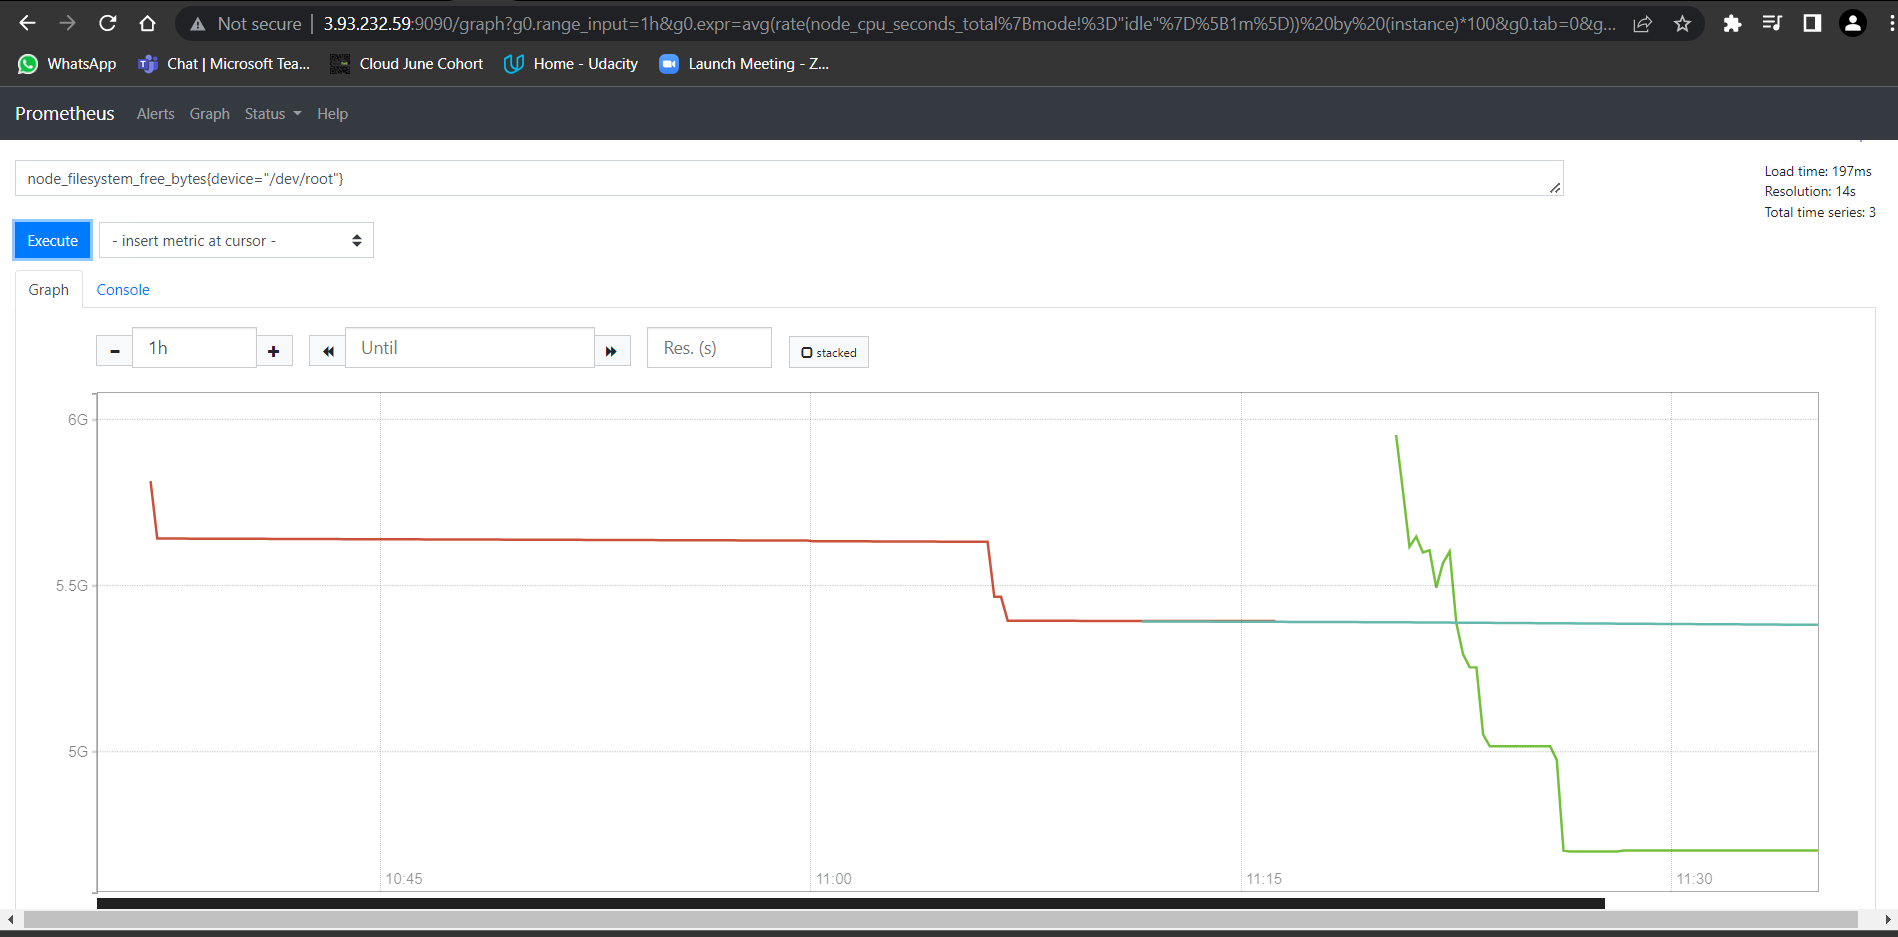 Not secure | 3.93.232.59:9090/graph?g0.range_input=1h&g0.expr=avg(rate(node_cpu_seconds_total%7Bmode!%3D"idle"%7D%5B1m%5D))%20by%20(instance)*100&g0.tab=0&g...
WhatsApp Chat | Microsoft Tea... Cloud June Cohort Home - Udacity Launch Meeting - Z...
Prometheus Alerts Graph Status Help
node_filesystem_free_bytes{device="/dev/root"}
Load time: 197ms
Resolution: 14s
Total time series: 3
Execute - insert metric at cursor -
Graph Console
- 1h + Until Res. (s) stacked
6G
5.5G
5G
10:45 11:00 11:15 11:30